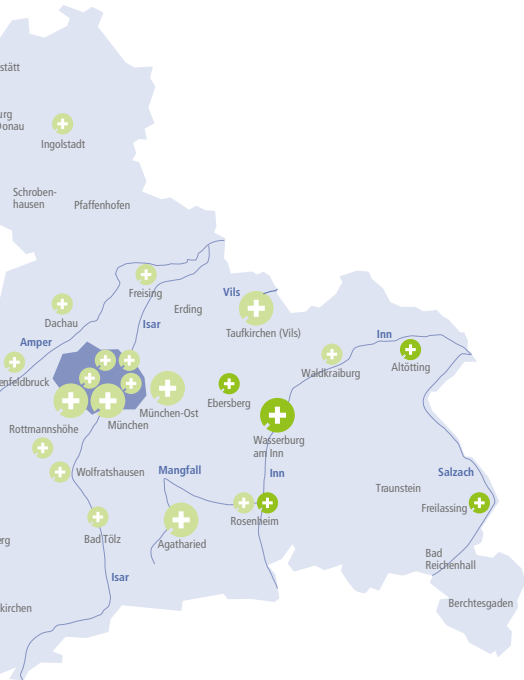 stätt
urg
Donau
Ingolstadt
Schroben-
hausen
Pfaffenhofen
Freising
Vils
Erding
Dachau
Isar
Taufkirchen (Vils)
Amper
Inn
Waldkraiburg
Altötting
enfeldbruck
Ebersberg
München-Ost
München
Rottmannshöhe
Wasserburg
am Inn
Wolfratshausen
Mangfall
Inn
Salzach
Traunstein
Freilassing
Rosenheim
Bad Tölz
Agatharied
erg
Bad
Reichenhall
Isar
kirchen
Berchtesgaden